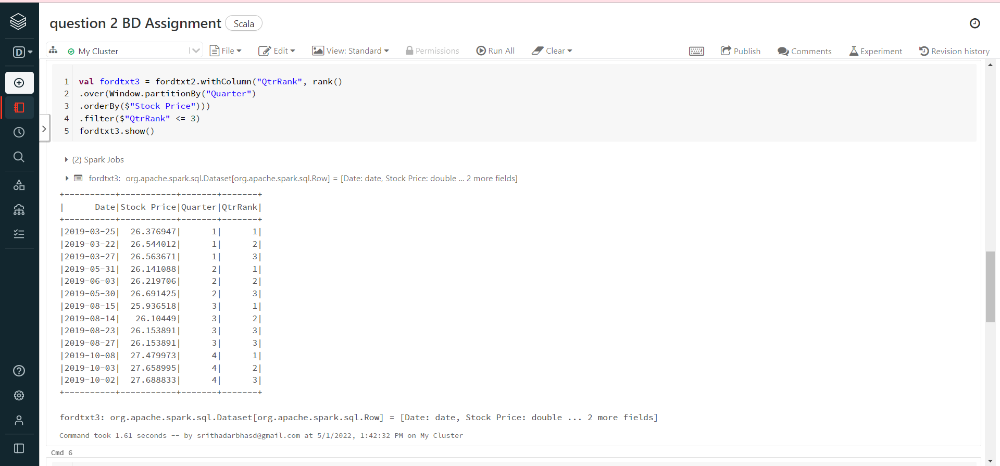 question 2 BD Assignment Scala
D
My Cluster File Edit View: Standard Permissions Run All Clear Publish Comments Experiment Revision history
1 val fordtxt3 = fordtxt2.withColumn("QtrRank", rank()
2 .over(Window.partitionBy("Quarter")
3 .orderBy($"Stock Price")))
4 .filter($"QtrRank" <= 3)
5 fordtxt3.show()
(2) Spark Jobs
fordtxt3: org.apache.spark.sql.Dataset[org.apache.spark.sql.Row] = [Date: date, Stock Price: double ... 2 more fields]
+----------+-----------+-------+-------+
|      Date|Stock Price|Quarter|QtrRank|
+----------+-----------+-------+-------+
|2019-03-25|  26.376947|      1|      1|
|2019-03-22|  26.544012|      1|      2|
|2019-03-27|  26.563671|      1|      3|
|2019-05-31|  26.141088|      2|      1|
|2019-06-03|  26.219706|      2|      2|
|2019-05-30|  26.691425|      2|      3|
|2019-08-15|  25.936518|      3|      1|
|2019-08-14|   26.10449|      3|      2|
|2019-08-23|  26.153891|      3|      3|
|2019-08-27|  26.153891|      3|      3|
|2019-10-08|  27.479973|      4|      1|
|2019-10-03|  27.658995|      4|      2|
|2019-10-02|  27.688833|      4|      3|
+----------+-----------+-------+-------+
fordtxt3: org.apache.spark.sql.Dataset[org.apache.spark.sql.Row] = [Date: date, Stock Price: double ... 2 more fields]
Command took 1.61 seconds -- by srithadarbhasd@gmail.com at 5/1/2022, 1:42:32 PM on My Cluster
Cmd 6